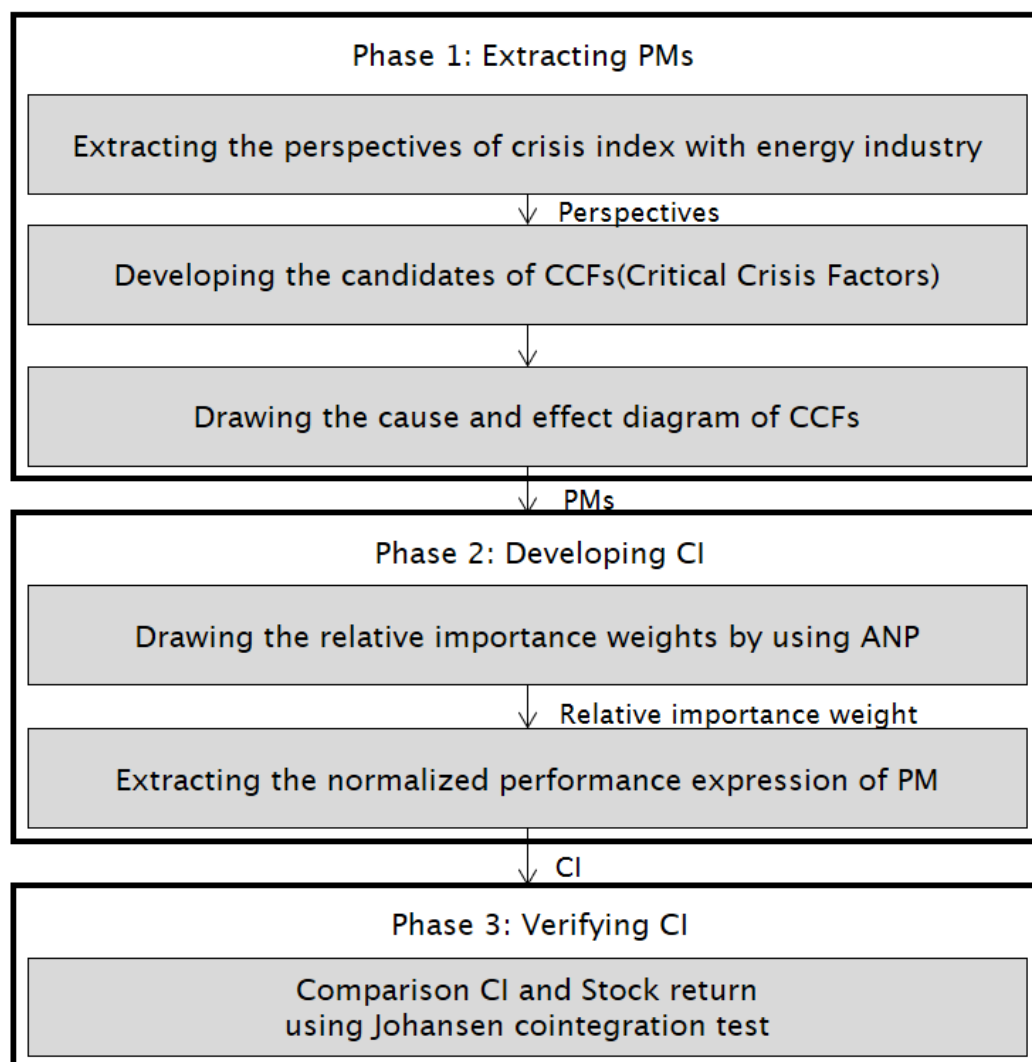 Phase 1: Extracting PMs
Extracting the perspectives of crisis index with energy industry
Perspectives
Developing the candidates of CCFs(Critical Crisis Factors)
Drawing the cause and effect diagram of CCFs
PMs
Phase 2: Developing CI
Drawing the relative importance weights by using ANP
Relative importance weight
Extracting the normalized performance expression of PM
CI
Phase 3: Verifying CI
Comparison CI and Stock return
using Johansen cointegration test